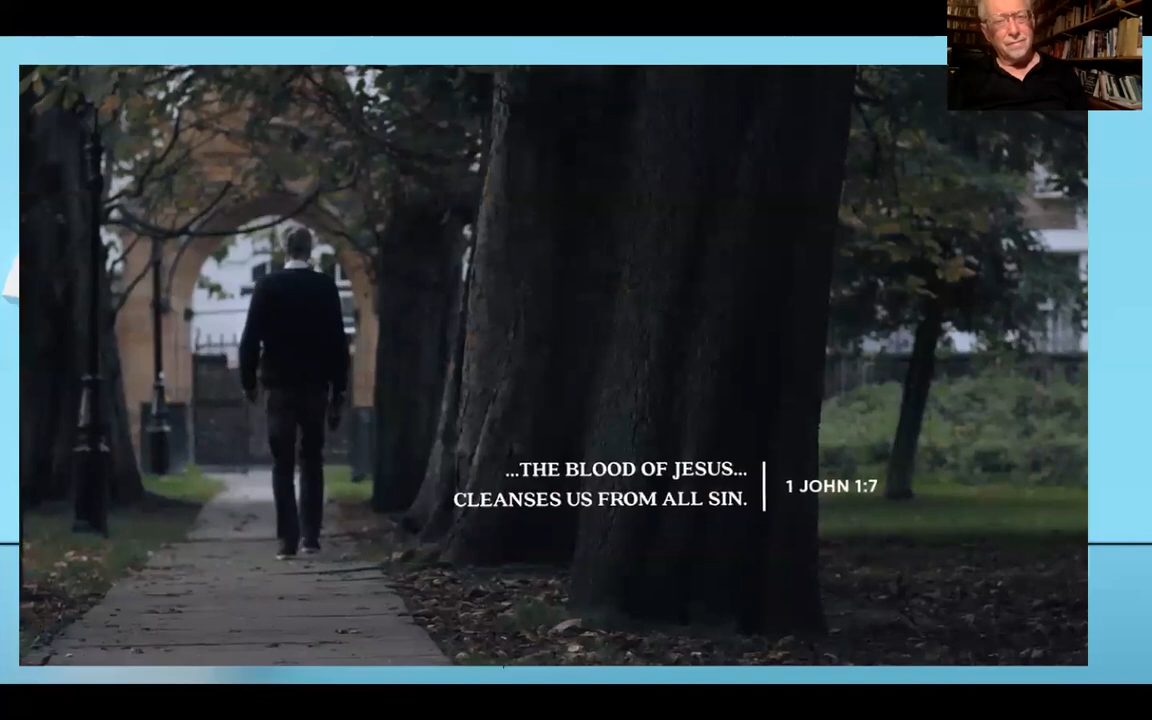 ...THE BLOOD OF JESUS...
CLEANSES US FROM ALL SIN.
1 JOHN 1:7